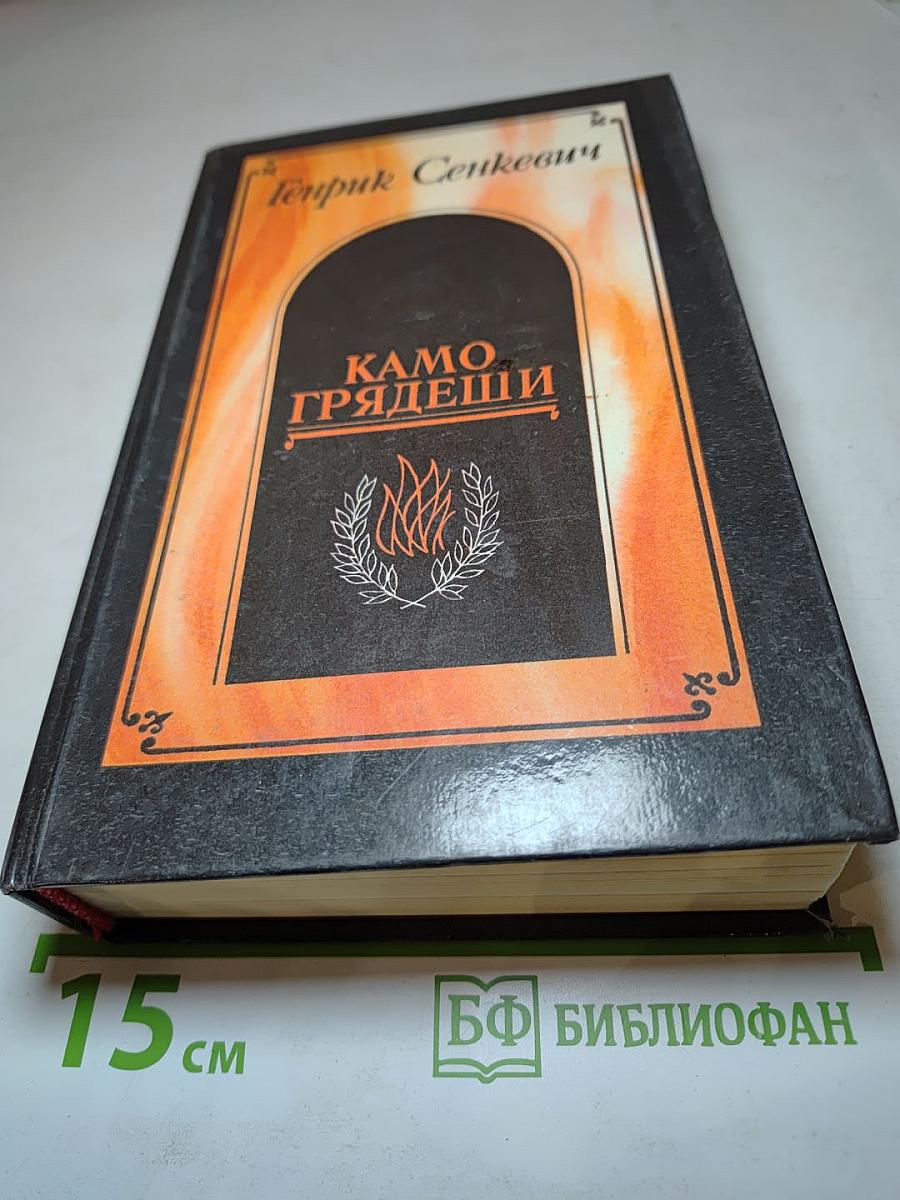 Генрик Сенкевич
КАМО
ГРЯДЕШИ
15 см
БФ БИБЛИОФАН